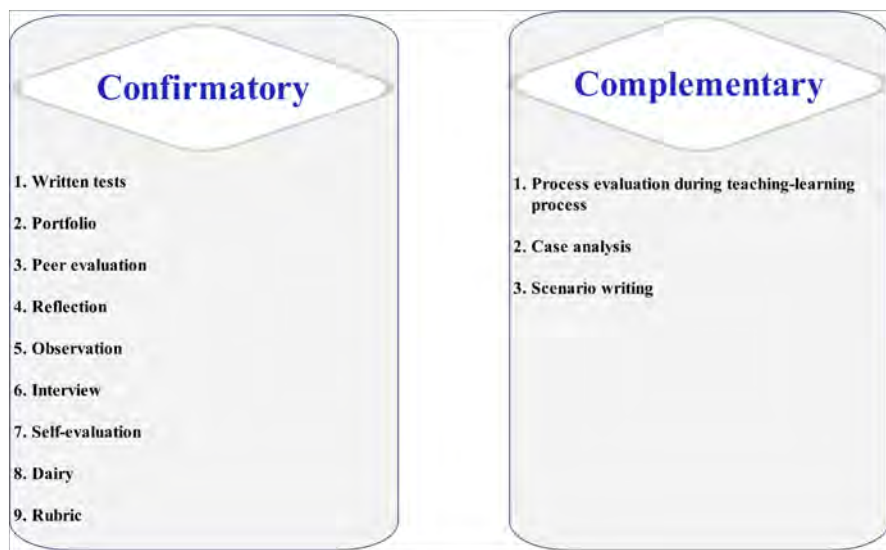 Confirmatory
1. Written tests
2. Portfolio
3. Peer evaluation
4. Reflection
5. Observation
6. Interview
7. Self-evaluation
8. Dairy
9. Rubric
Complementary
1. Process evaluation during teaching-learning
process
2. Case analysis
3. Scenario writing